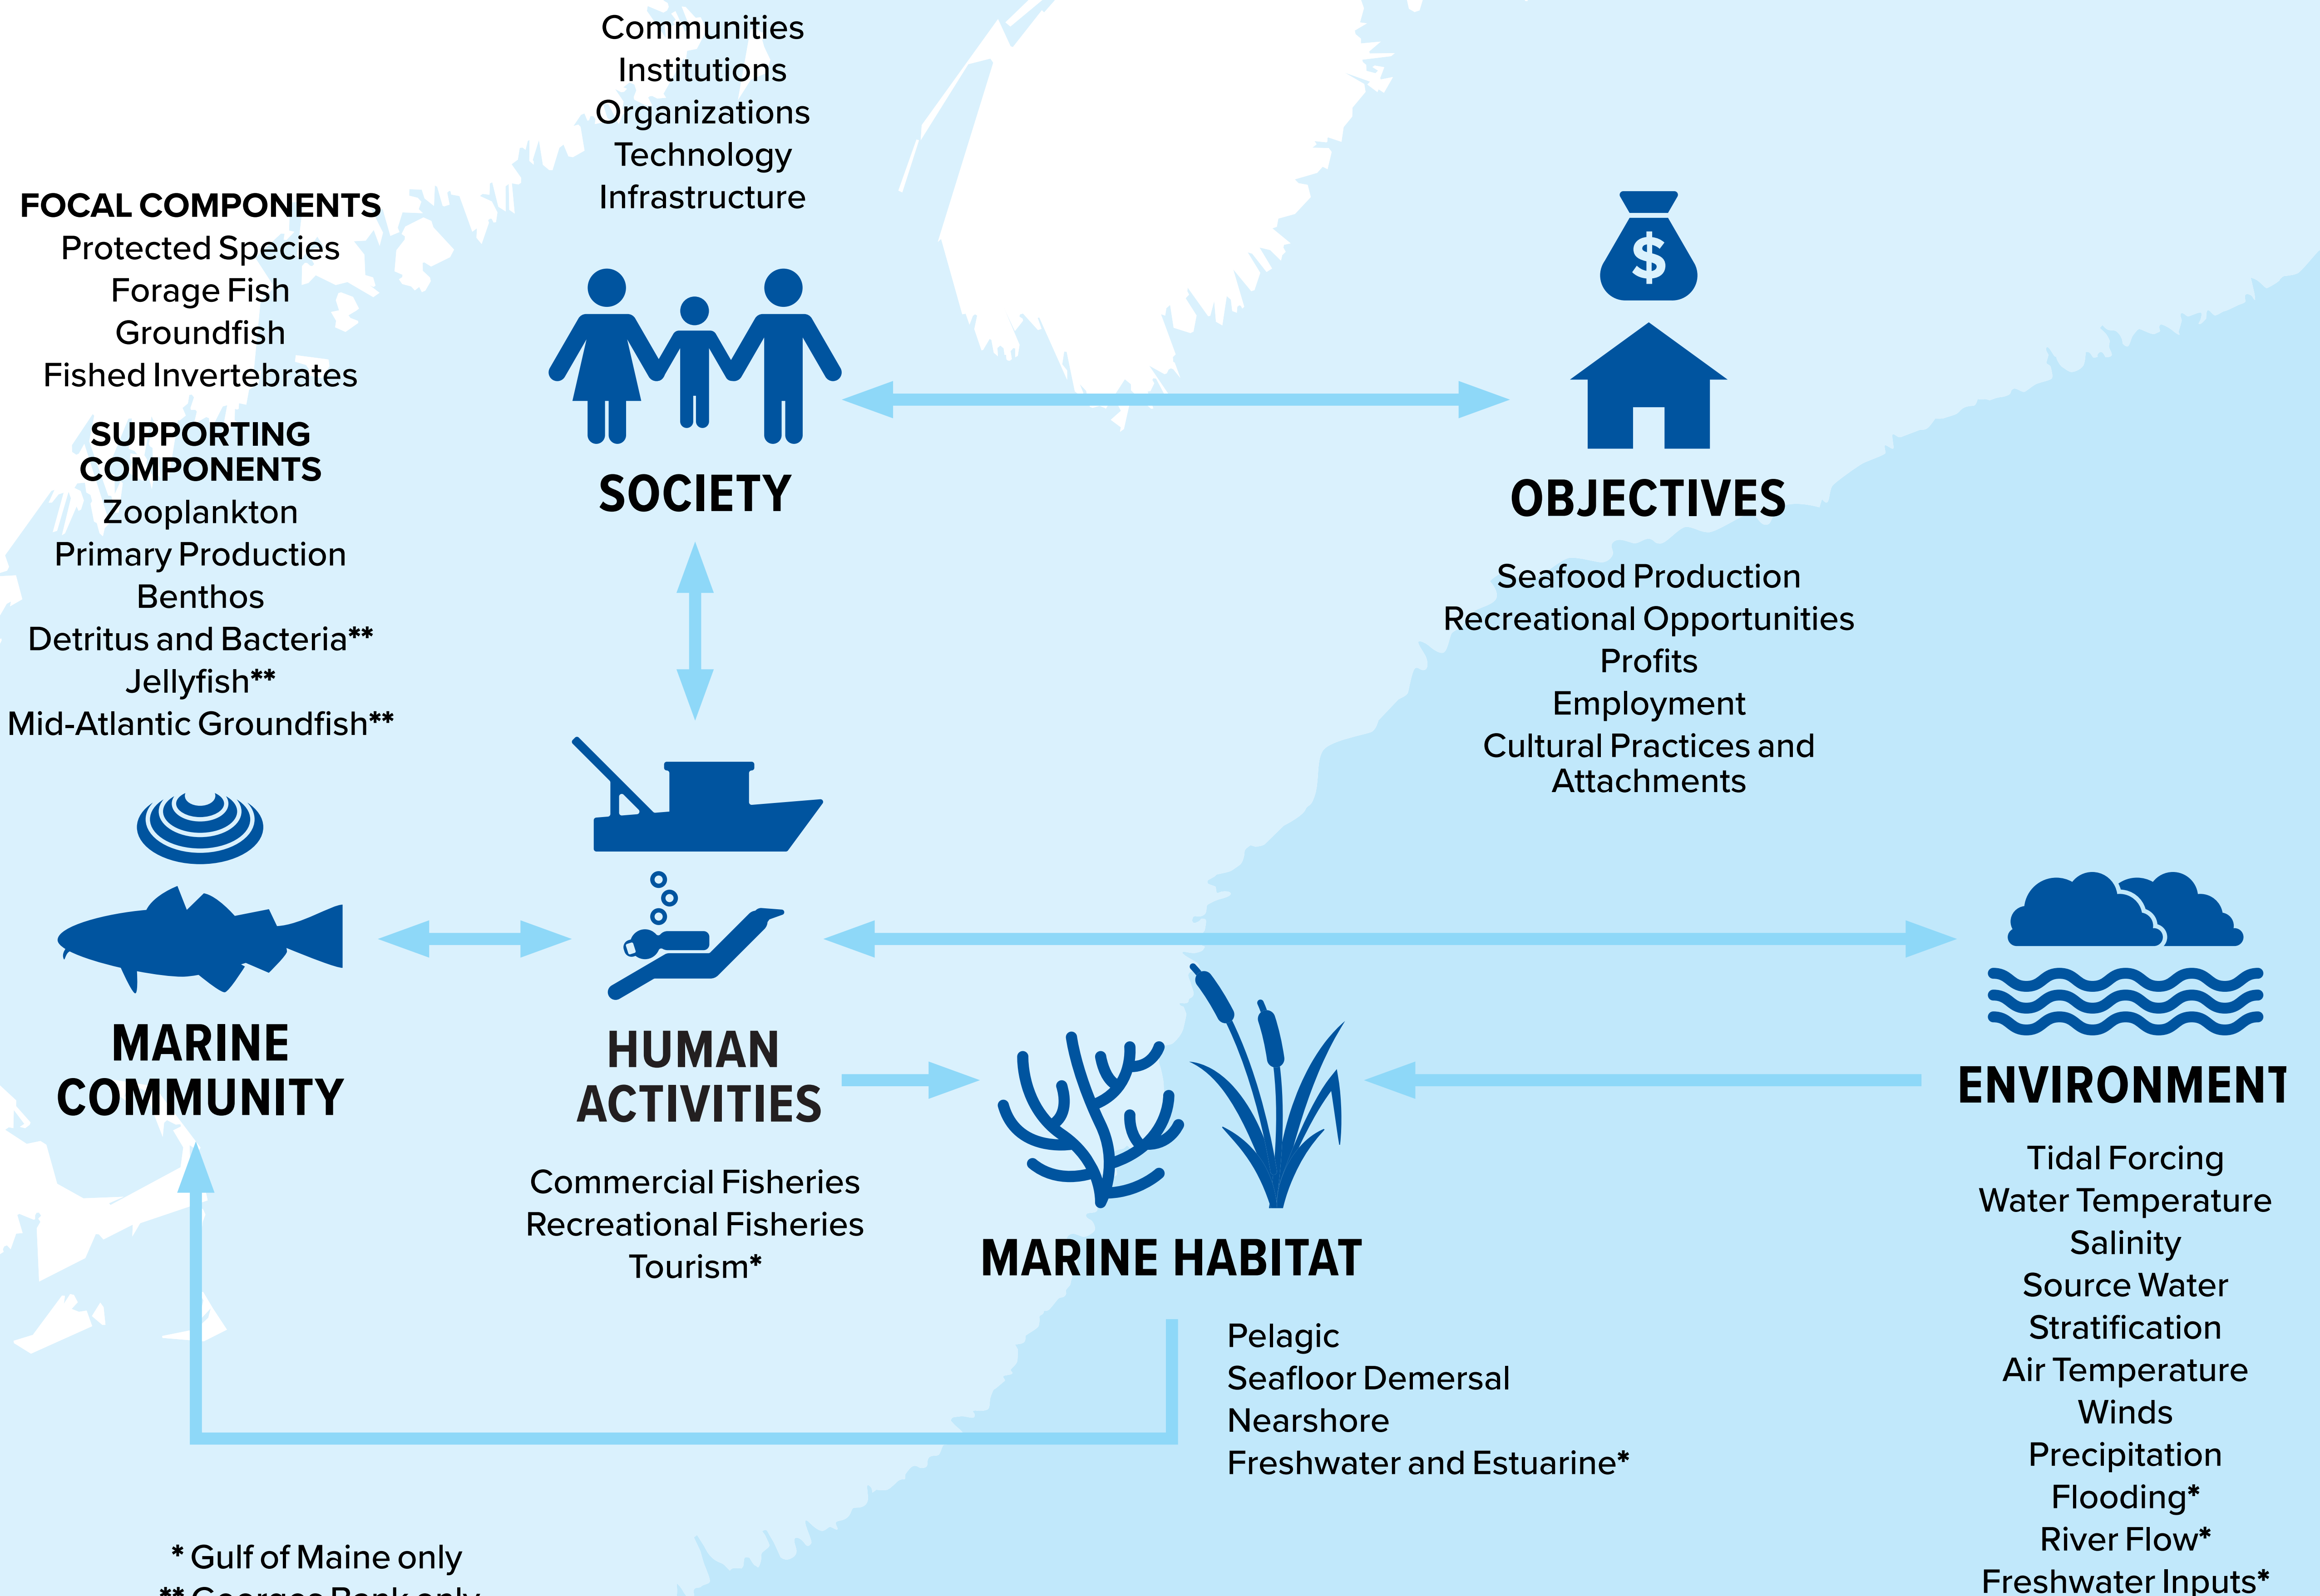 Communities
Institutions
Organizations
Technology
Infrastructure
FOCAL COMPONENTS
Protected Species
Forage Fish
Groundfish
Fished Invertebrates
SUPPORTING
COMPONENTS
Zooplankton
Primary Production
Benthos
Detritus and Bacteria**
Jellyfish**
Mid-Atlantic Groundfish**
SOCIETY
$
OBJECTIVES
Seafood Production
Recreational Opportunities
Profits
Employment
Cultural Practices and
Attachments
MARINE
COMMUNITY
HUMAN
ACTIVITIES
Commercial Fisheries
Recreational Fisheries
Tourism*
MARINE HABITAT
Pelagic
Seafloor Demersal
Nearshore
Freshwater and Estuarine*
ENVIRONMENT
Tidal Forcing
Water Temperature
Salinity
Source Water
Stratification
Air Temperature
Winds
Precipitation
Flooding*
River Flow*
Freshwater Inputs*
* Gulf of Maine only
** Georges Bank only